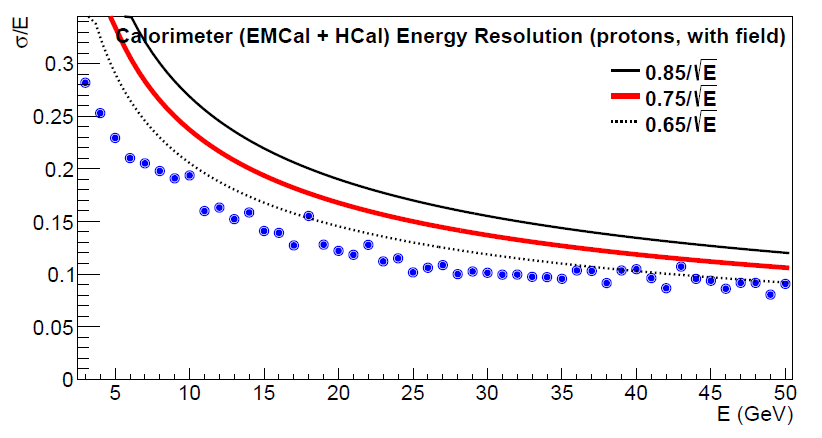 σ/E
Calorimeter (EMCal + HCal) Energy Resolution (protons, with field)
0.85/√E
0.75/√E
0.65/√E
0.3
0.25
0.2
0.15
0.1
0.05
0
5 10 15 20 25 30 35 40 45 50
E (GeV)